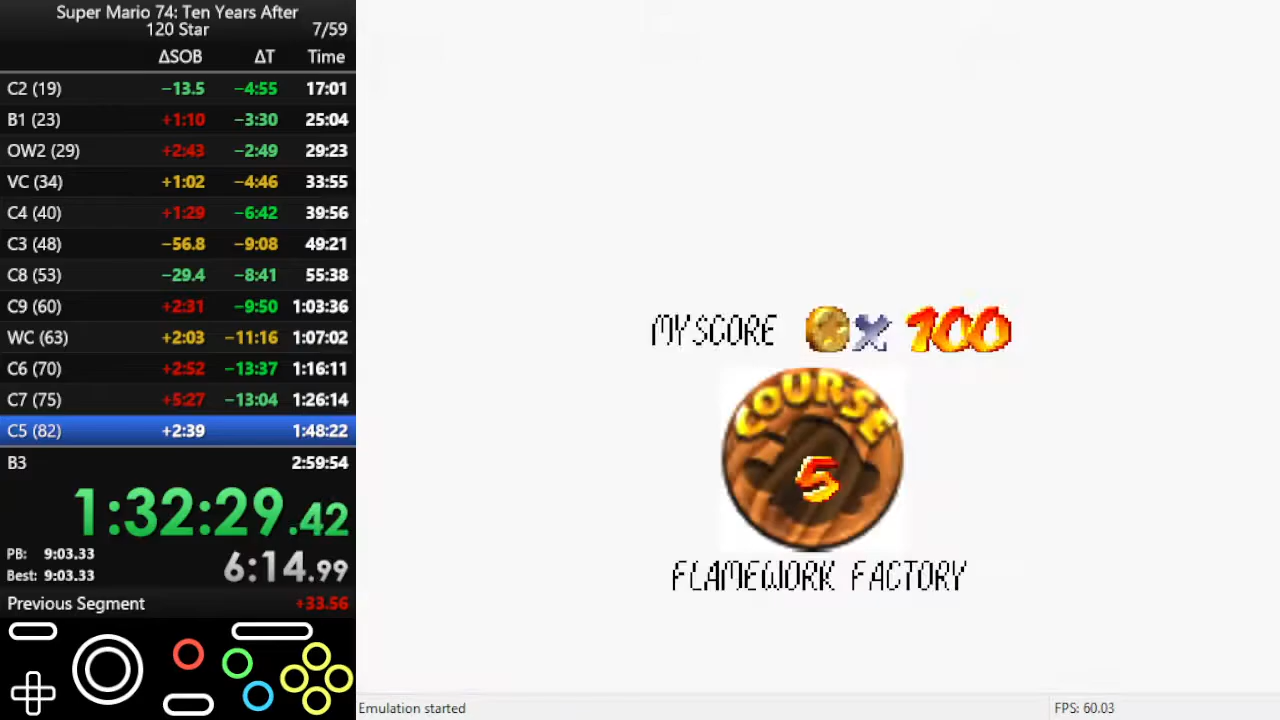 Super Mario 74: Ten Years After
120 Star 7/59
ΔSOB ΔT Time
C2 (19) −13.5 −4:55 17:01
B1 (23) +1:10 −3:30 25:04
OW2 (29) +2:43 −2:49 29:23
VC (34) +1:02 −4:46 33:55
C4 (40) +1:29 −6:42 39:56
C3 (48) −56.8 −9:08 49:21
C8 (53) −29.4 −8:41 55:38
C9 (60) +2:31 −9:50 1:03:36
WC (63) +2:03 −11:16 1:07:02
C6 (70) +2:52 −13:37 1:16:11
C7 (75) +5:27 −13:04 1:26:14
C5 (82) +2:39 1:48:22
B3 2:59:54
1:32:29.42
PB: 9:03.33
Best: 9:03.33
6:14.99
Previous Segment +33.56
MYSCORE × 100
COURSE
5
FLAMEWORK FACTORY
Emulation started FPS: 60.03